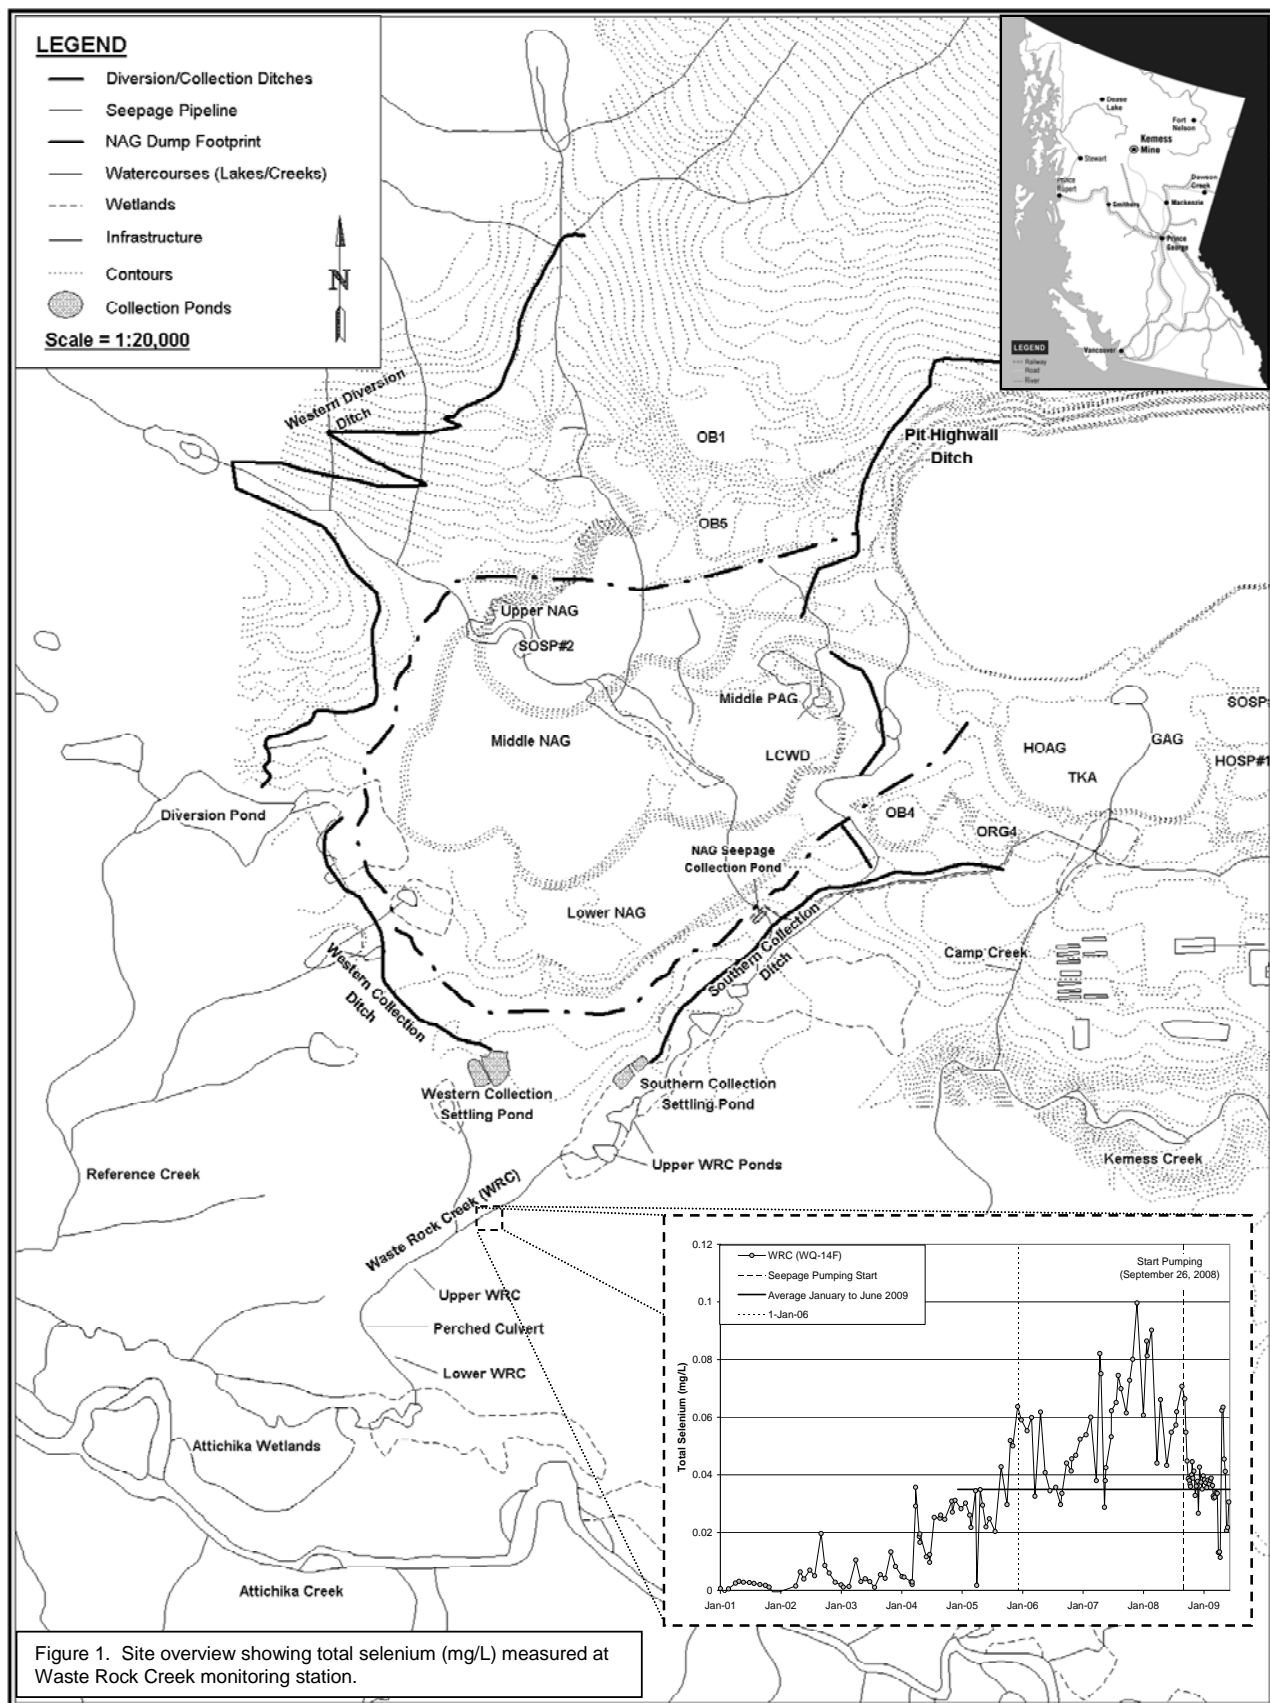 LEGEND
Diversion/Collection Ditches
Seepage Pipeline
NAG Dump Footprint
Watercourses (Lakes/Creeks)
Wetlands
Infrastructure
Contours
Collection Ponds
Scale = 1:20,000
N
Dease
Lake
Fort
Nelson
Kemess
Mine
Stewart
Prince
Rupert
Dawson
Creek
Smithers
Mackenzie
Prince
George
Vancouver
LEGEND
Railway
Road
River
Western Diversion
Ditch
OB1
Pit Highwall
Ditch
OB5
Upper NAG
SOSP#2
Middle PAG
Middle NAG
LCWD
HOAG
GAG
TKA
HOSP#1
Diversion Pond
OB4
ORG4
NAG Seepage
Collection Pond
Lower NAG
Southern Collection
Ditch
Camp Creek
Western Collection
Ditch
Western Collection
Settling Pond
Southern Collection
Settling Pond
Upper WRC Ponds
Kemess Creek
Reference Creek
Waste Rock Creek (WRC)
Upper WRC
Perched Culvert
Lower WRC
Attichika Wetlands
Attichika Creek
WRC (WQ-14F)
Seepage Pumping Start
Average January to June 2009
1-Jan-06
Start Pumping
(September 26, 2008)
Total Selenium (mg/L)
0.12
0.1
0.08
0.06
0.04
0.02
0
Jan-01 Jan-02 Jan-03 Jan-04 Jan-05 Jan-06 Jan-07 Jan-08 Jan-09
Figure 1. Site overview showing total selenium (mg/L) measured at
Waste Rock Creek monitoring station.